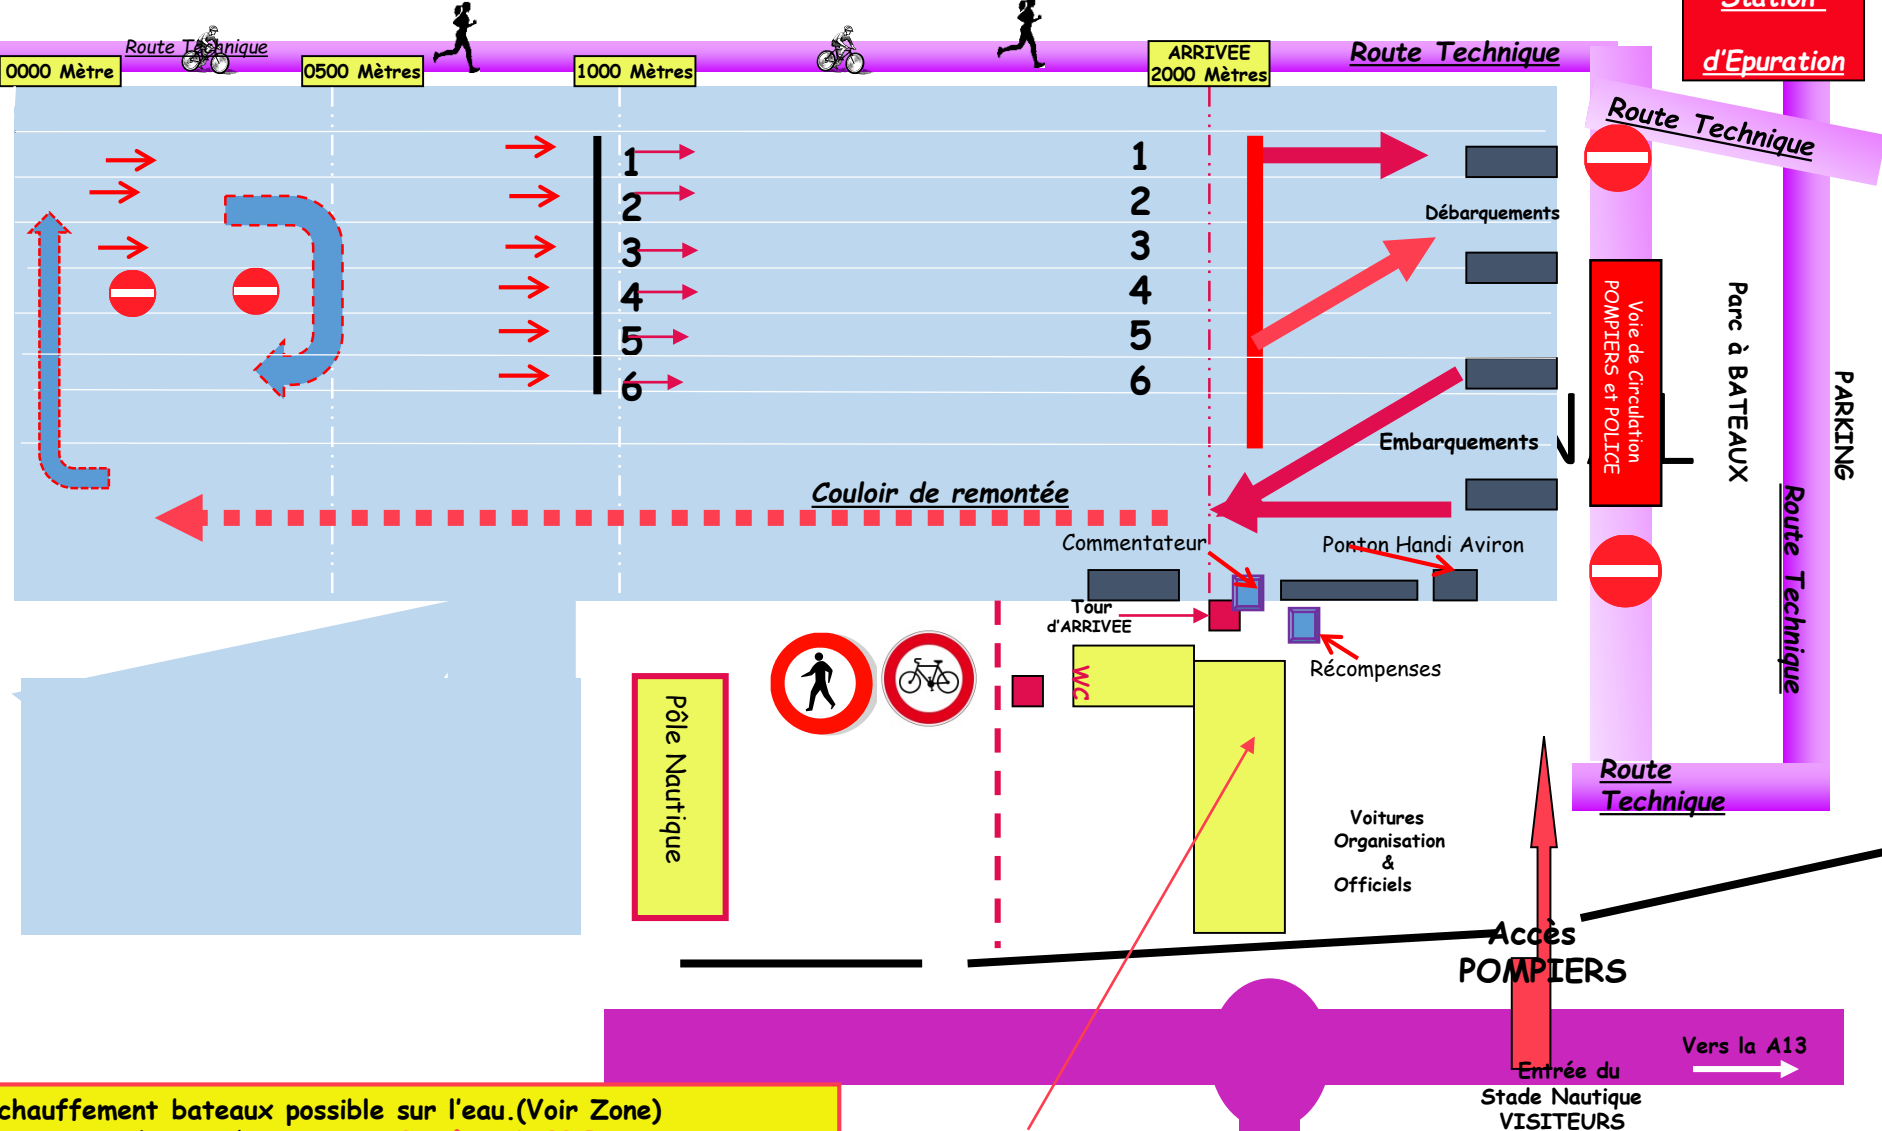 Station
d'Epuration
Route Technique
0000 Mètre
0500 Mètres
1000 Mètres
ARRIVEE
2000 Mètres
Route Technique
Route Technique
1
2
3
4
5
6
1
2
3
4
5
6
Débarquements
Embarquements
Voie de Circulation
POMPIERS et POLICE
Parc à BATEAUX
PARKING
Route Technique
Couloir de remontée
Commentateur
Ponton Handi Aviron
Tour
d'ARRIVEE
Récompenses
WC
Pôle Nautique
Route
Technique
Voitures
Organisation
&
Officiels
Accès
POMPIERS
Vers la A13
Entrée du
Stade Nautique
VISITEURS
chauffement bateaux possible sur l'eau.(Voir Zone)